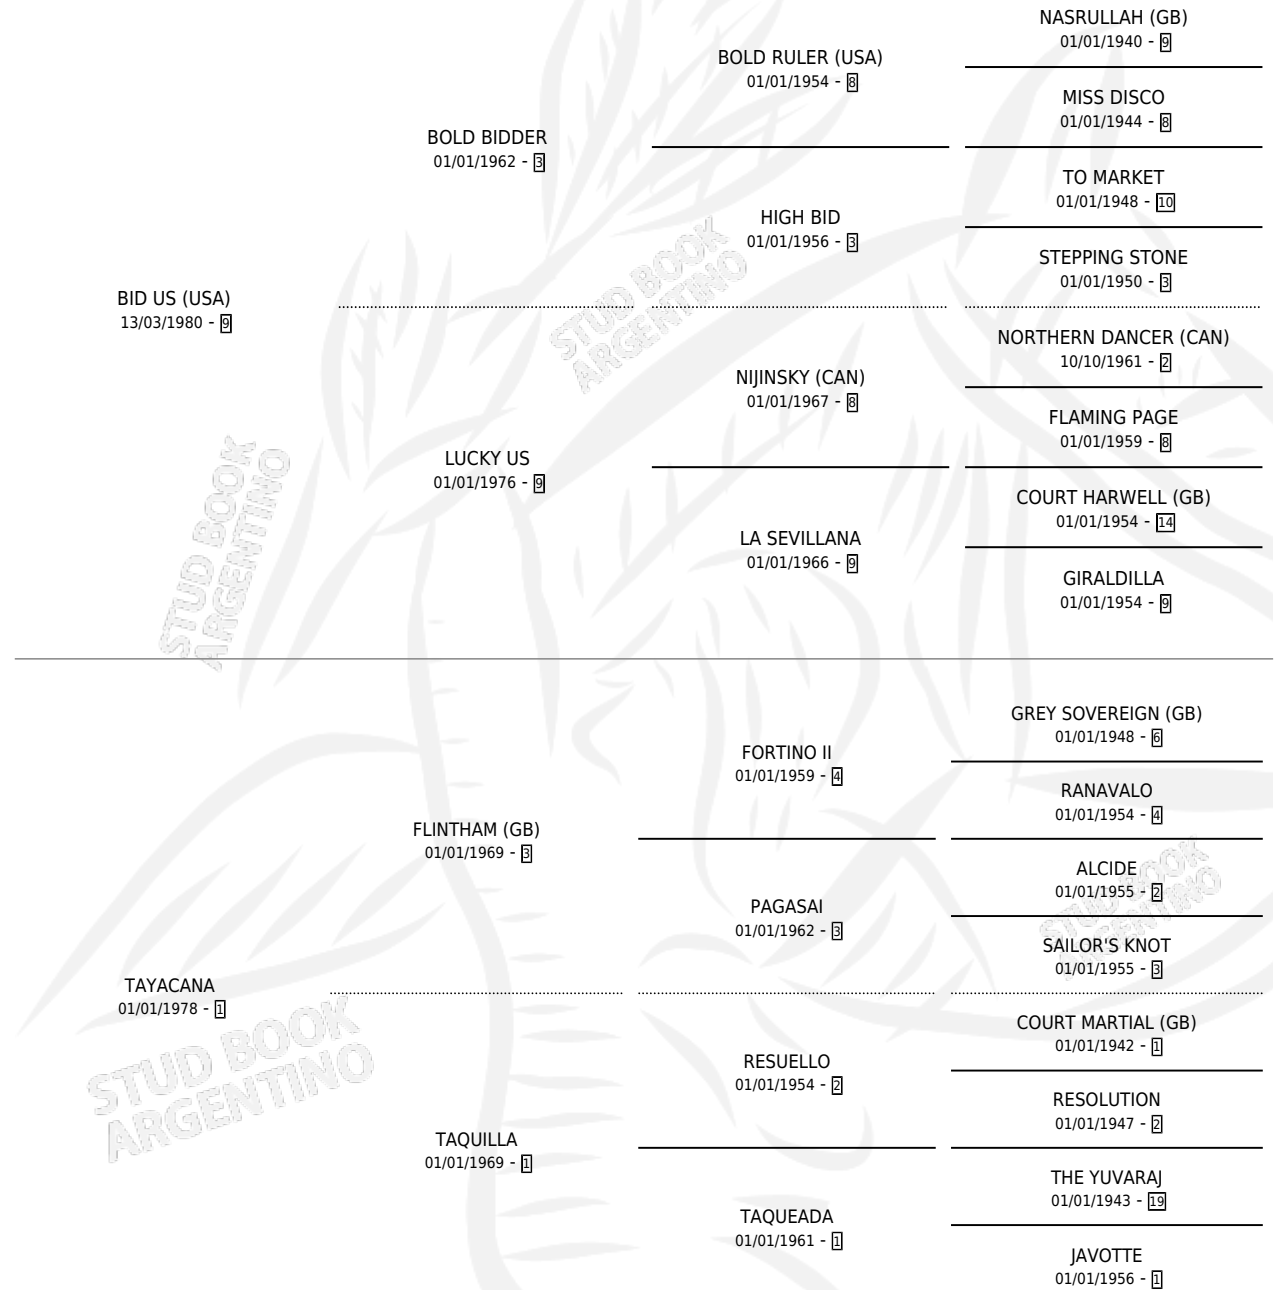 NASRULLAH (GB)
01/01/1940 - 9
BOLD RULER (USA)
01/01/1954 - 8
MISS DISCO
01/01/1944 - 8
BOLD BIDDER
01/01/1962 - 3
TO MARKET
01/01/1948 - 10
HIGH BID
01/01/1956 - 3
STEPPING STONE
01/01/1950 - 3
BID US (USA)
13/03/1980 - 9
NORTHERN DANCER (CAN)
10/10/1961 - 2
NIJINSKY (CAN)
01/01/1967 - 8
FLAMING PAGE
01/01/1959 - 8
LUCKY US
01/01/1976 - 9
COURT HARWELL (GB)
01/01/1954 - 14
LA SEVILLANA
01/01/1966 - 9
GIRALDILLA
01/01/1954 - 9
STUD BOOK
ARGENTINO
STUD BOOK
ARGENTINO
GREY SOVEREIGN (GB)
01/01/1948 - 6
FORTINO II
01/01/1959 - 4
RANAVALO
01/01/1954 - 4
FLINTHAM (GB)
01/01/1969 - 3
ALCIDE
01/01/1955 - 2
PAGASAI
01/01/1962 - 3
SAILOR'S KNOT
01/01/1955 - 3
TAYACANA
01/01/1978 - 1
COURT MARTIAL (GB)
01/01/1942 - 1
RESUELLO
01/01/1954 - 2
RESOLUTION
01/01/1947 - 2
TAQUILLA
01/01/1969 - 1
THE YUVARAJ
01/01/1943 - 19
TAQUEADA
01/01/1961 - 1
JAVOTTE
01/01/1956 - 1
STUD BOOK
ARGENTINO
STUD BOOK
ARGENTINO